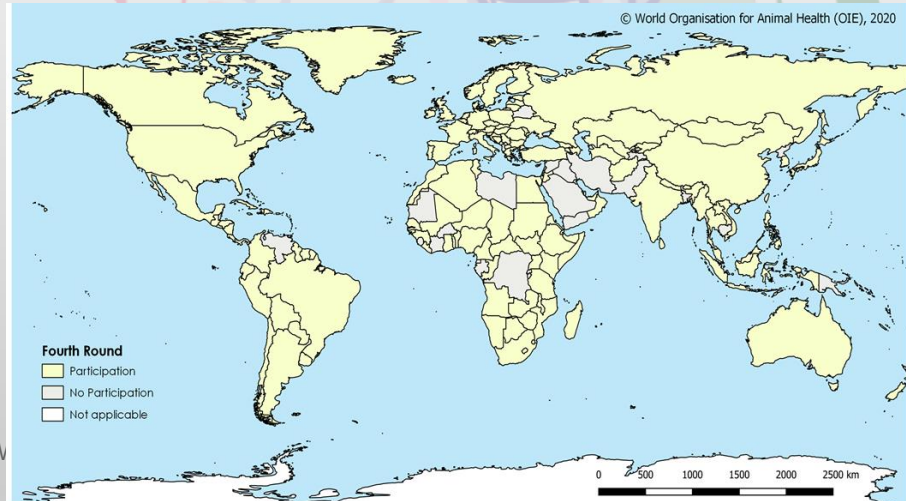 © World Organisation for Animal Health (OIE), 2020
Fourth Round
Participation
No Participation
Not applicable
0 500 1000 1500 2000 2500 km